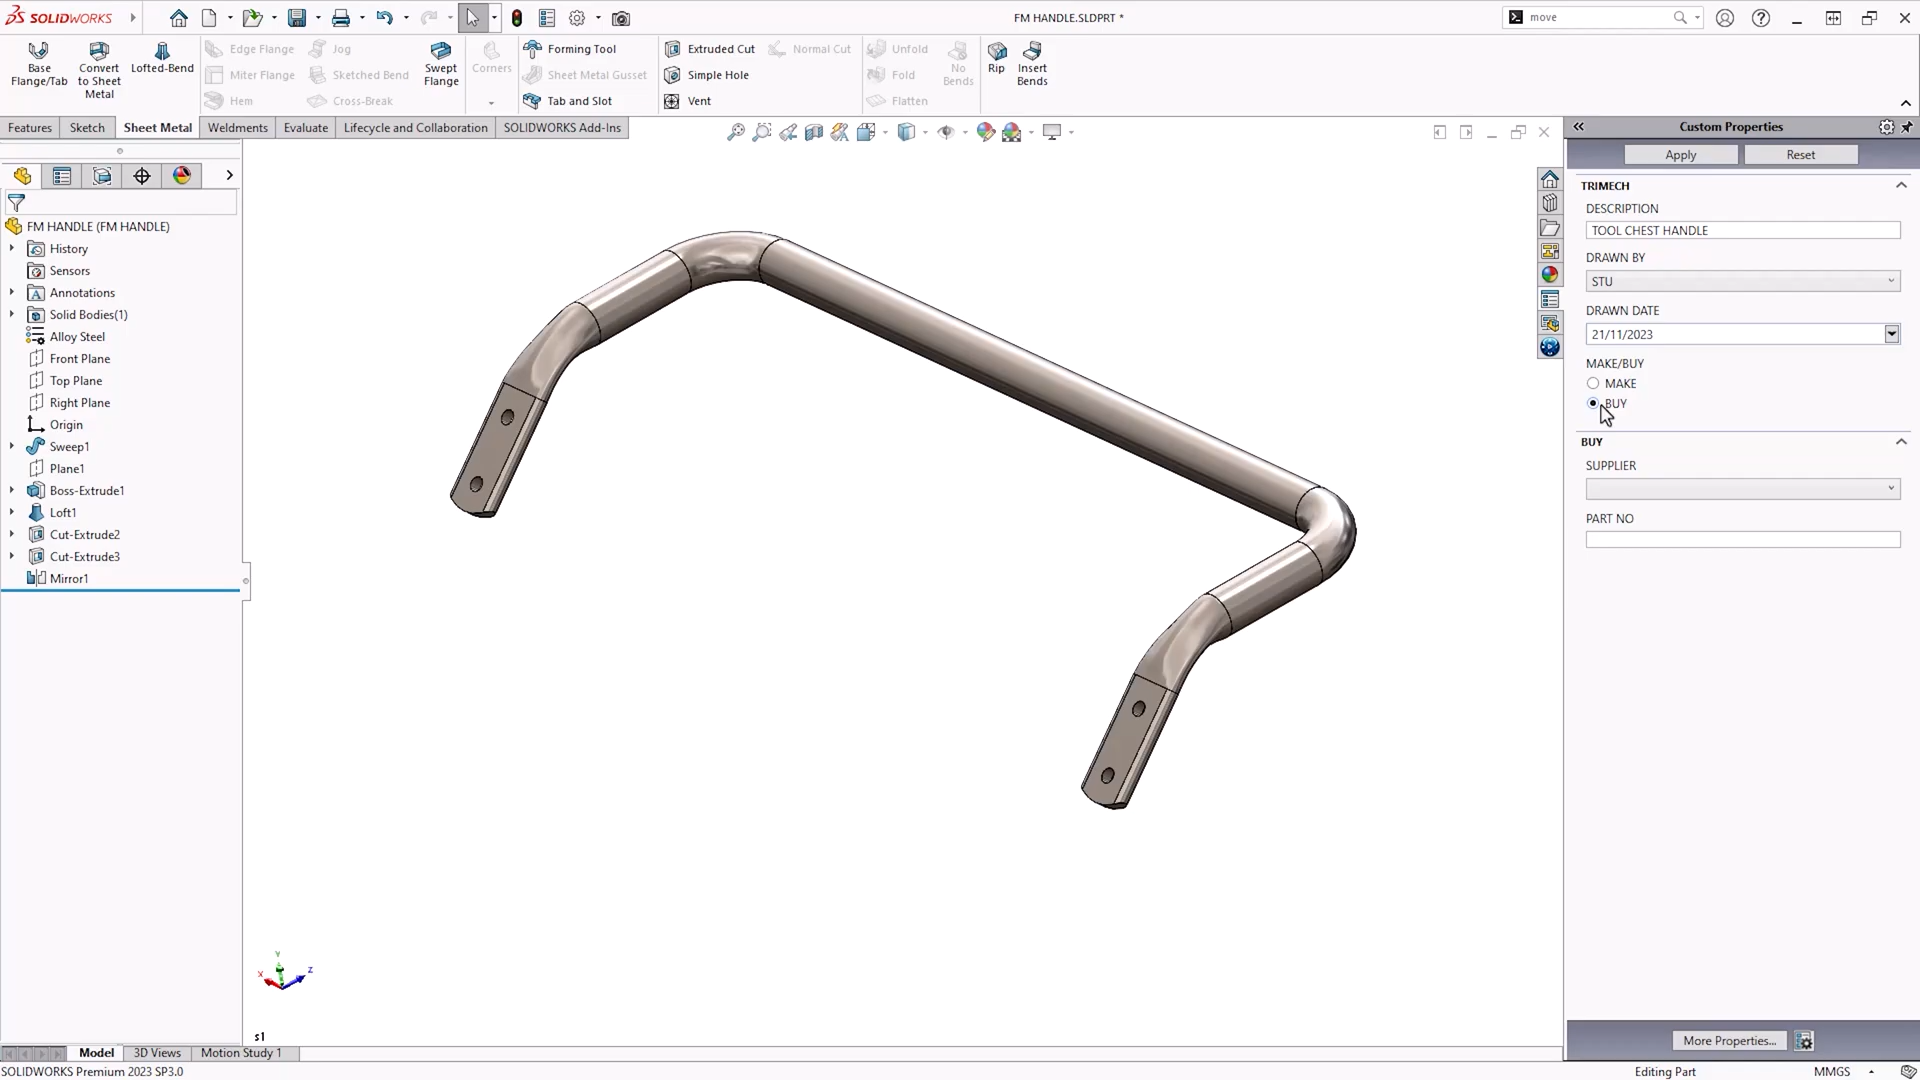 SOLIDWORKS
FM HANDLE.SLDPRT *
move
Base Flange/Tab
Convert to Sheet Metal
Lofted-Bend
Edge Flange
Miter Flange
Hem
Jog
Sketched Bend
Cross-Break
Swept Flange
Corners
Forming Tool
Sheet Metal Gusset
Tab and Slot
Extruded Cut
Simple Hole
Vent
Normal Cut
Unfold
Fold
Flatten
No Bends
Rip
Insert Bends
Features
Sketch
Sheet Metal
Weldments
Evaluate
Lifecycle and Collaboration
SOLIDWORKS Add-Ins
FM HANDLE (FM HANDLE)
History
Sensors
Annotations
Solid Bodies(1)
Alloy Steel
Front Plane
Top Plane
Right Plane
Origin
Sweep1
Plane1
Boss-Extrude1
Loft1
Cut-Extrude2
Cut-Extrude3
Mirror1
Y
X
Z
s1
Custom Properties
Apply
Reset
TRIMECH
DESCRIPTION
TOOL CHEST HANDLE
DRAWN BY
STU
DRAWN DATE
21/11/2023
MAKE/BUY
MAKE
BUY
BUY
SUPPLIER
PART NO
More Properties...
Model
3D Views
Motion Study 1
SOLIDWORKS Premium 2023 SP3.0
Editing Part
MMGS